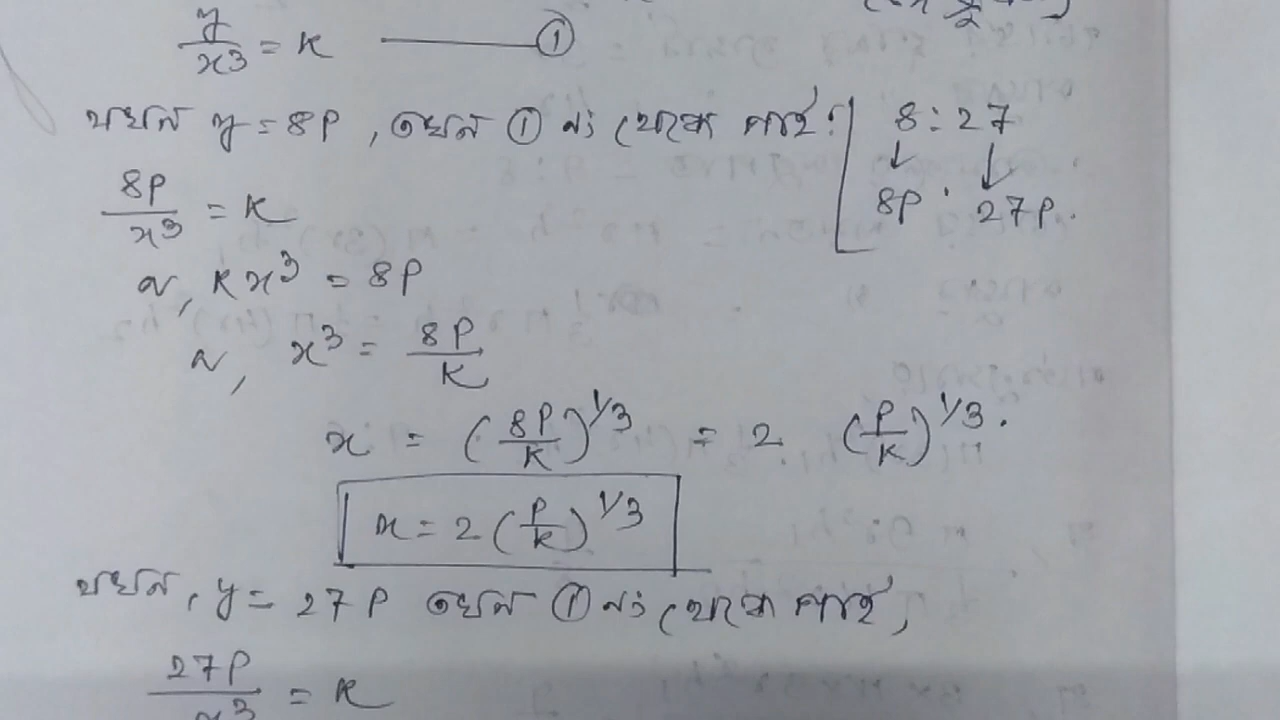 y/x³ = K ——— ①
যখন y = 8P, তখন ① নং থেকে পাই:
8 : 27
↓ ↓
8P : 27P.
8P/x³ = K
বা, Kx³ = 8P
বা, x³ = 8P/K
x = (8P/K)^1/3 = 2 (P/K)^1/3.
x = 2(P/K)^1/3
যখন, y = 27P তখন ① নং থেকে পাই,
27P/x³ = K